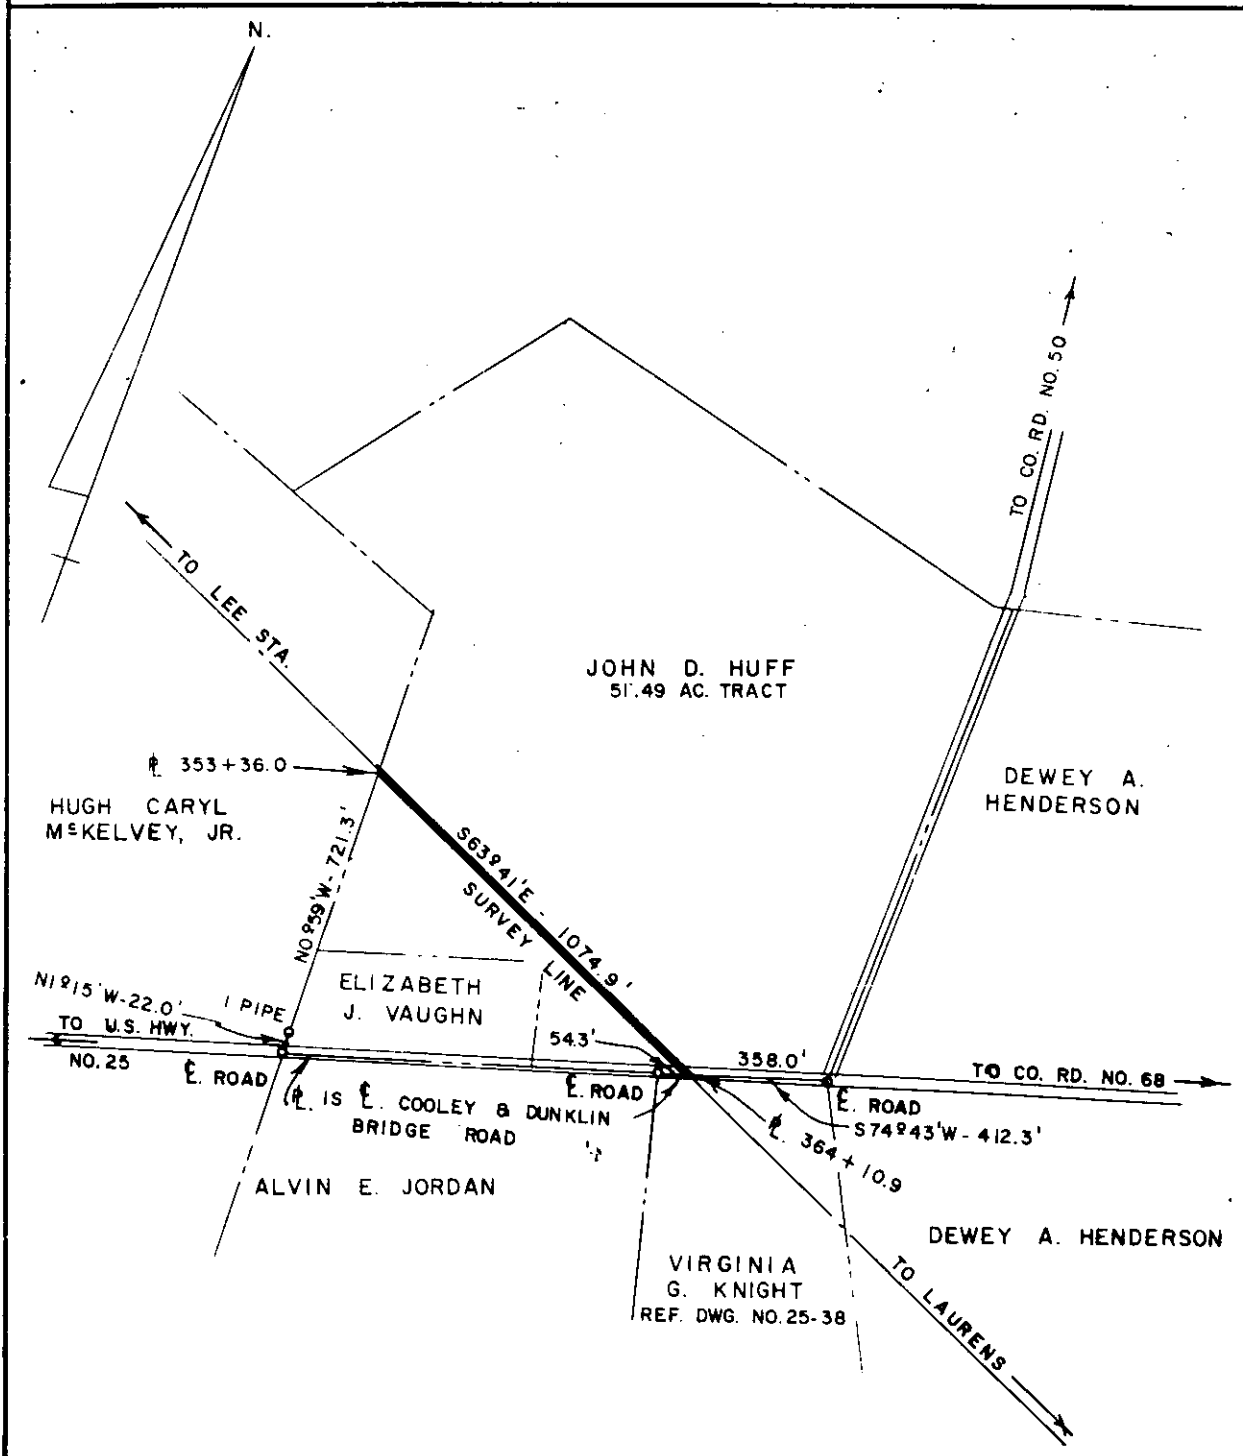 N.
TO CO. RD. NO. 50
TO LEE STA.
JOHN D. HUFF
51.49 AC. TRACT
℄ 353+36.0
DEWEY A.
HENDERSON
HUGH CARYL
McKELVEY, JR.
N0°59'W-721.3'
S63°41'E - 1074.9'
SURVEY LINE
N1°15'W-22.0'
I PIPE
ELIZABETH
J. VAUGHN
TO U.S. HWY.
NO. 25
54.3'
358.0'
TO CO. RD. NO. 68
℄ ROAD
℄ ROAD
℄ ROAD
℄ IS ℄ COOLEY & DUNKLIN
BRIDGE ROAD
S74°43'W-412.3'
℄ 364+10.9
ALVIN E. JORDAN
DEWEY A. HENDERSON
VIRGINIA
G. KNIGHT
REF. DWG. NO. 25-38
TO LAURENS